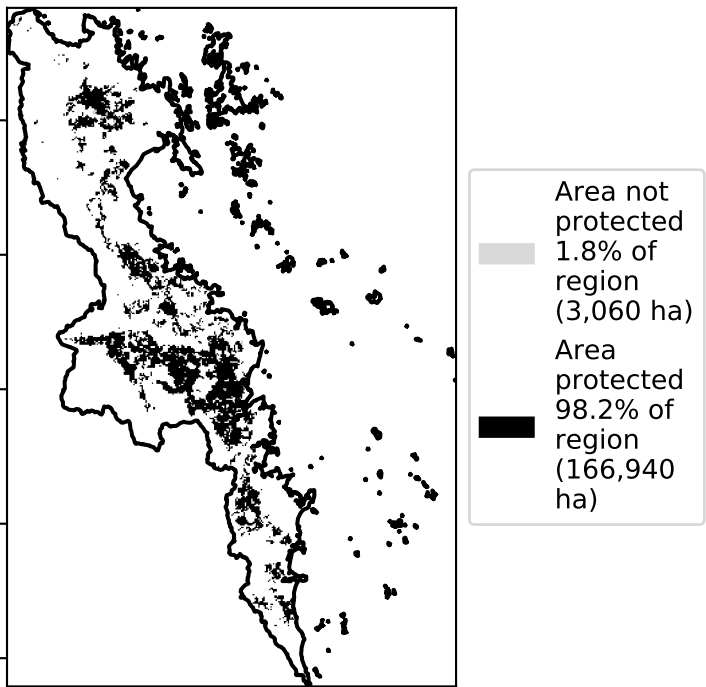 Area not
protected
1.8% of
region
(3,060 ha)
Area
protected
98.2% of
region
(166,940
ha)